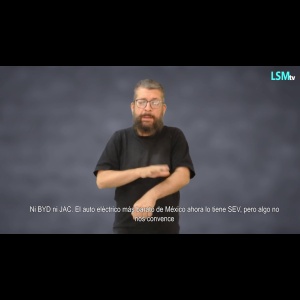 LSMtv
Ni BYD ni JAC. El auto eléctrico más barato de México ahora lo tiene SEV, pero algo no
nos convence